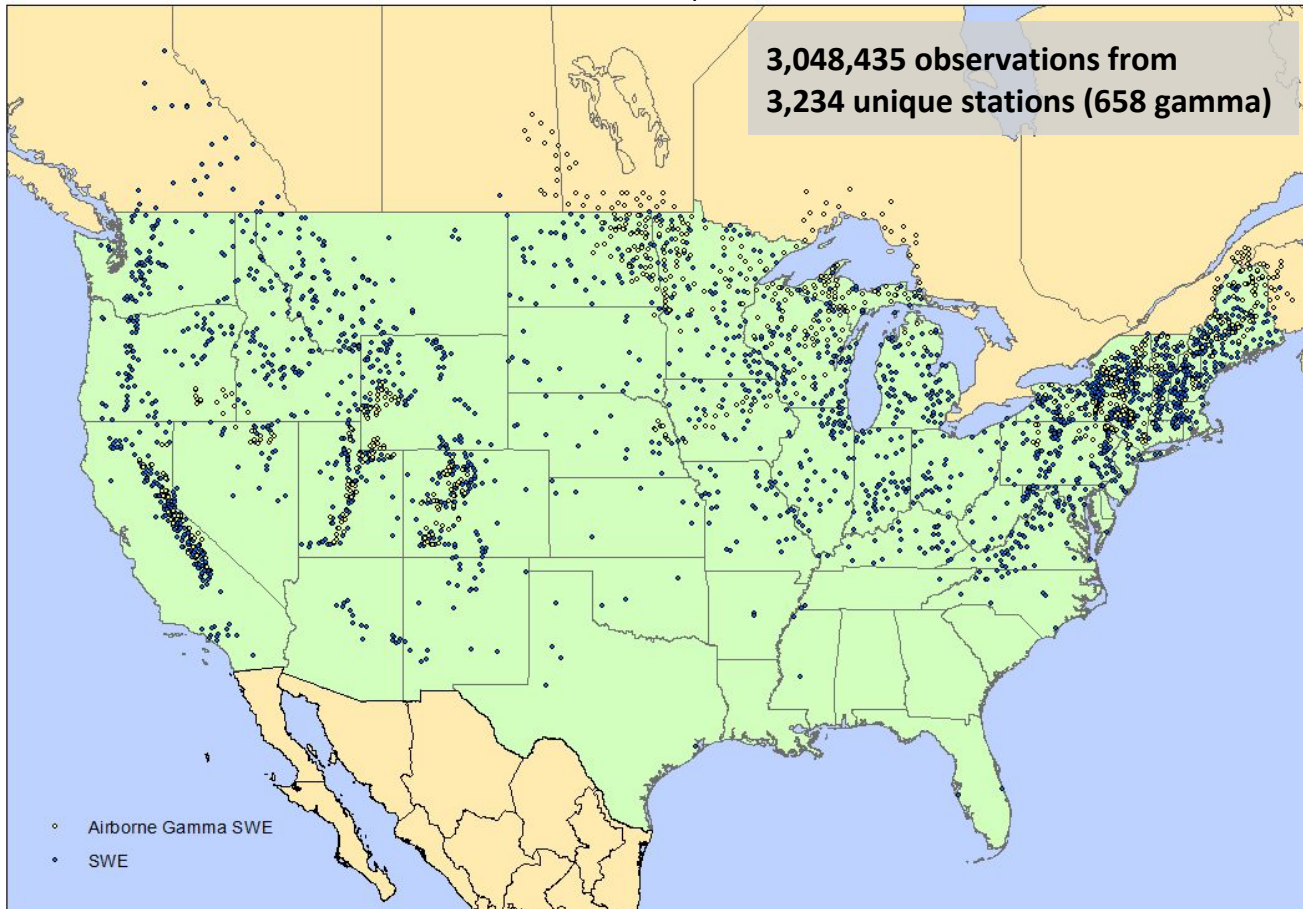 3,048,435 observations from
3,234 unique stations (658 gamma)
Airborne Gamma SWE
SWE